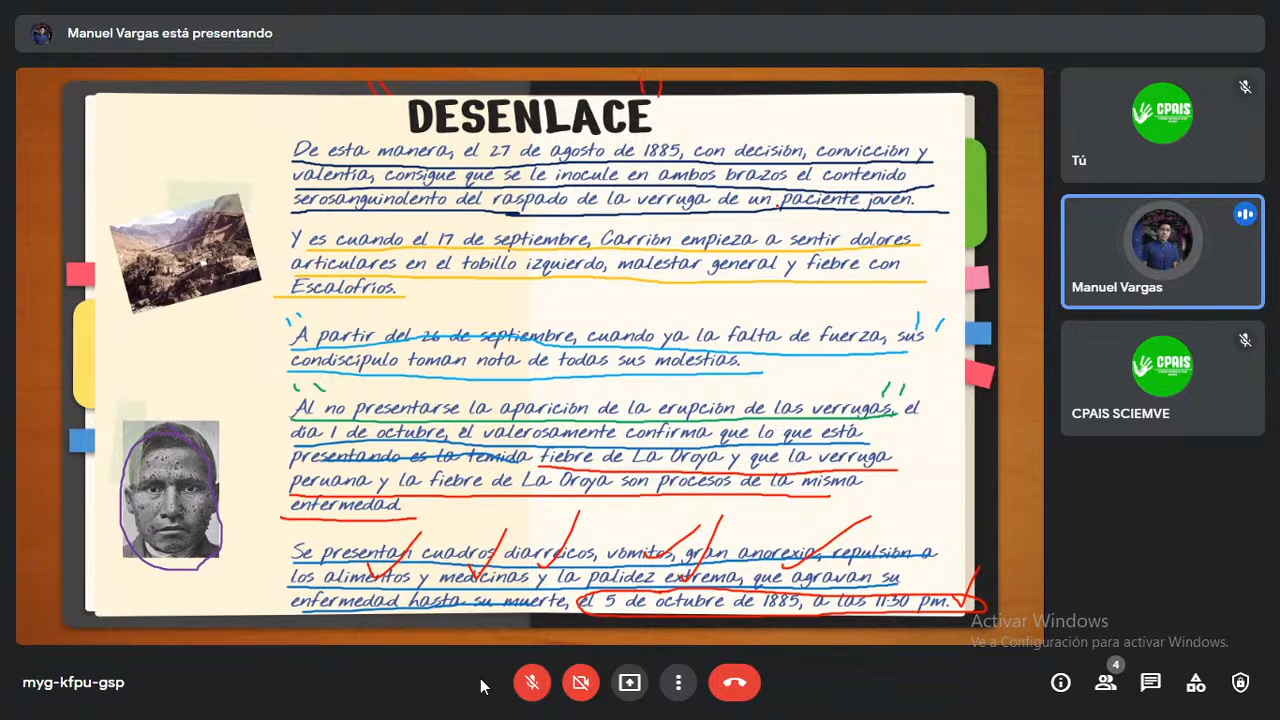 Manuel Vargas está presentando
DESENLACE
De esta manera, el 27 de agosto de 1885, con decisión, convicción y
valentía, consigue que se le inocule en ambos brazos el contenido
serosanguinolento del raspado de la verruga de un paciente joven.
Y es cuando el 17 de septiembre, Carrión empieza a sentir dolores
articulares en el tobillo izquierdo, malestar general y fiebre con
Escalofríos.
A partir del 26 de septiembre, cuando ya la falta de fuerza, sus
condiscípulo toman nota de todas sus molestias.
Al no presentarse la aparición de la erupción de las verrugas, el
día 1 de octubre, el valerosamente confirma que lo que está
presentando es la temida fiebre de La Oroya y que la verruga
peruana y la fiebre de La Oroya son procesos de la misma
enfermedad.
Se presentan cuadros diarreicos, vómitos, gran anorexia, repulsión a
los alimentos y medicinas y la palidez extrema, que agravan su
enfermedad hasta su muerte, el 5 de octubre de 1885, a las 11:30 pm.
CPAIS
Tú
Manuel Vargas
CPAIS
CPAIS SCIEMVE
Activar Windows
Ve a Configuración para activar Windows.
myg-kfpu-gsp
4